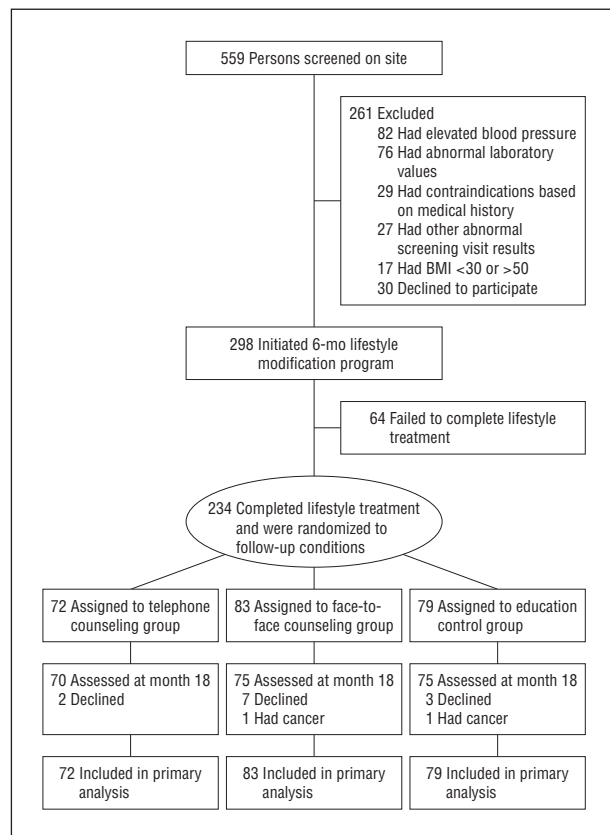 559 Persons screened on site
261 Excluded
82 Had elevated blood pressure
76 Had abnormal laboratory
values
29 Had contraindications based
on medical history
27 Had other abnormal
screening visit results
17 Had BMI <30 or >50
30 Declined to participate
298 Initiated 6-mo lifestyle
modification program
64 Failed to complete lifestyle
treatment
234 Completed lifestyle treatment
and were randomized to
follow-up conditions
72 Assigned to telephone
counseling group
83 Assigned to face-to-
face counseling group
79 Assigned to education
control group
70 Assessed at month 18
2 Declined
75 Assessed at month 18
7 Declined
1 Had cancer
75 Assessed at month 18
3 Declined
1 Had cancer
72 Included in primary
analysis
83 Included in primary
analysis
79 Included in primary
analysis